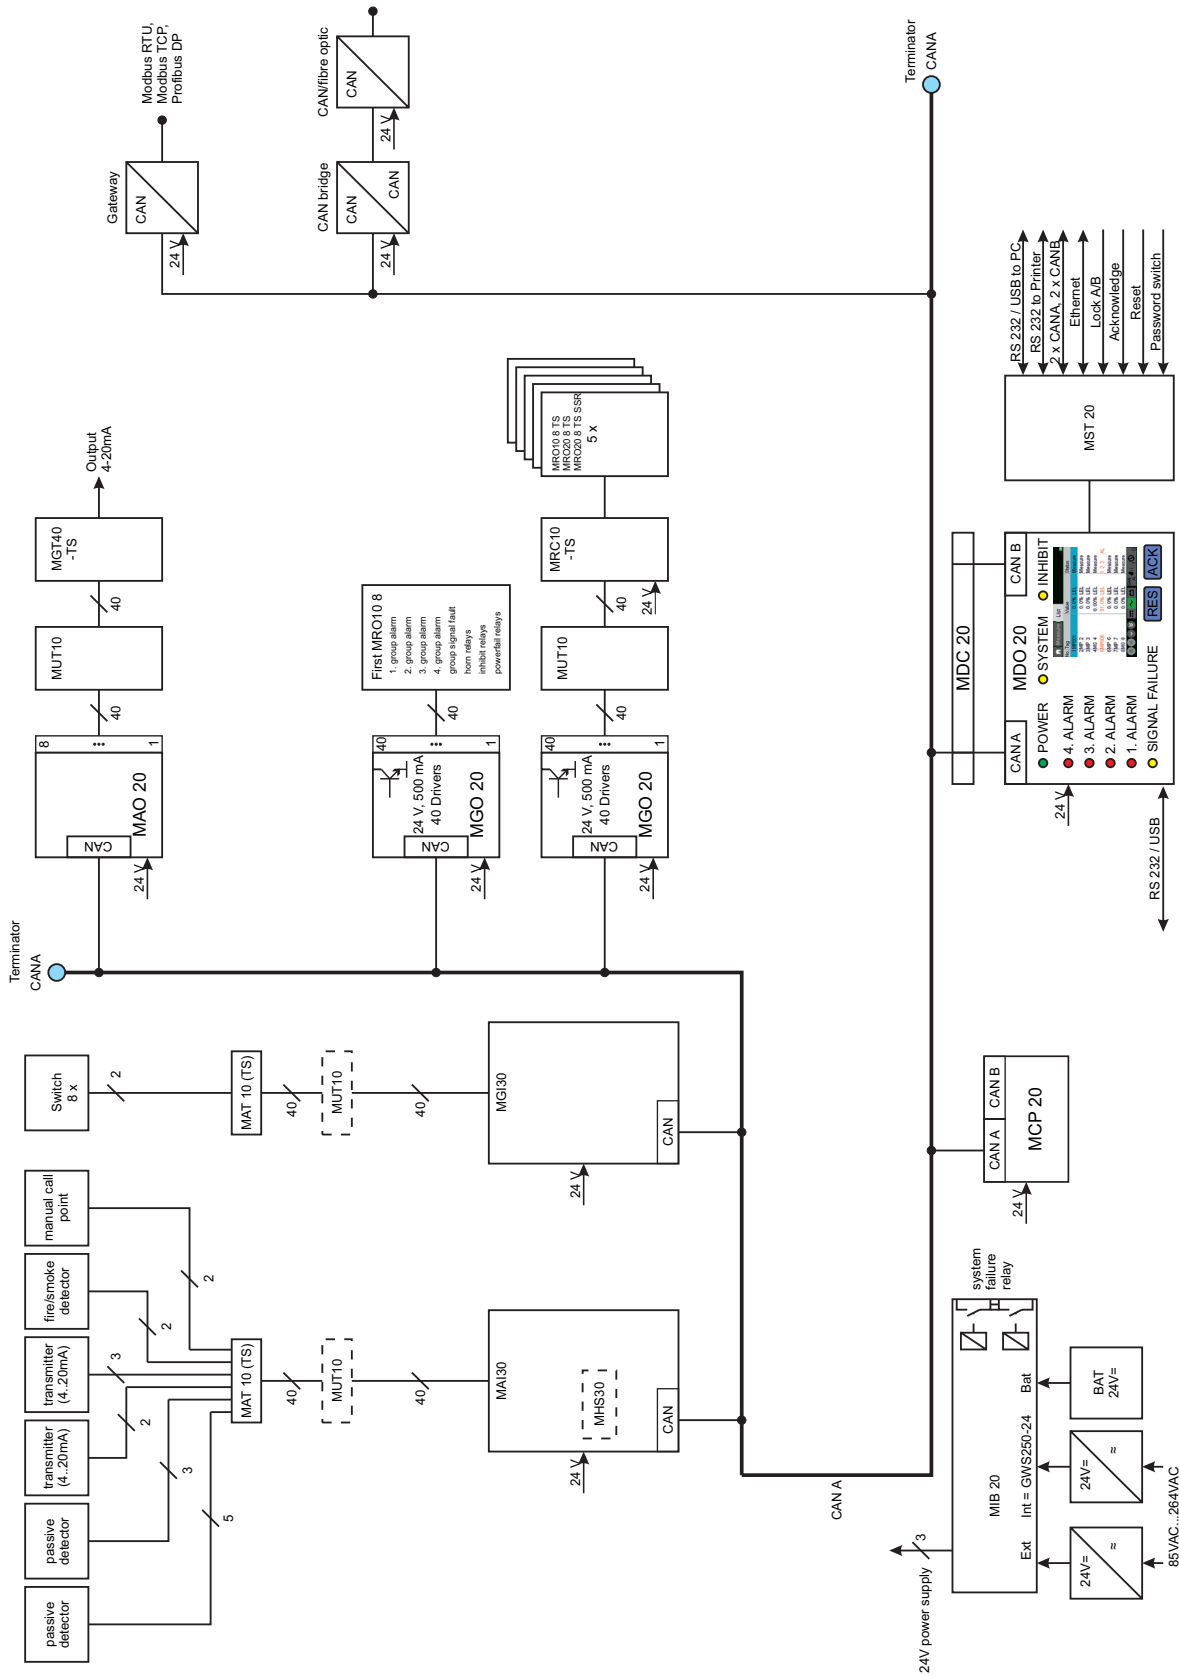 passive
detector
passive
detector
transmitter
(4..20mA)
transmitter
(4..20mA)
fire/smoke
detector
manual call
point
Switch
8 x
5
3
2
3
2
2
2
MAT 10 (TS)
MAT 10 (TS)
40
40
MUT10
MUT10
40
40
MAI30
MHS30
CAN
24 V
MGI30
CAN
24 V
Terminator
CANA
MAO 20
CAN
24 V
8
...
1
40
MUT10
40
MGT40
-TS
Output
4-20mA
24 V, 500 mA
40 Drivers
MGO 20
CAN
24 V
40
...
1
40
First MRO10 8
1. group alarm
2. group alarm
3. group alarm
4. group alarm
group signal fault
horn relays
inhibit relays
powerfail relays
24 V, 500 mA
40 Drivers
MGO 20
CAN
24 V
40
...
1
40
MUT10
40
MRC10
-TS
24 V
MRO10 8 TS
MRO20 8 TS
MRO20 8 TS SSR
5 x
Gateway
CAN
24 V
Modbus RTU,
Modbus TCP,
Profibus DP
CAN bridge
CAN
CAN
24 V
CAN/fibre optic
CAN
24 V
Terminator
CANA
CAN A
24V power supply
3
MIB 20
Ext
Int = GWS250-24
Bat
system
failure
relay
24V=
≈
24V=
≈
BAT
24V=
85VAC...264VAC
CAN A
CAN B
MCP 20
24 V
MDC 20
CAN A
CAN B
MDO 20
POWER
SYSTEM
INHIBIT
4. ALARM
3. ALARM
2. ALARM
1. ALARM
SIGNAL FAILURE
RES
ACK
24 V
RS 232 / USB
MST 20
RS 232 / USB to PC
RS 232 to Printer
2 x CANA, 2 x CANB
Ethernet
Lock A/B
Acknowledge
Reset
Password switch